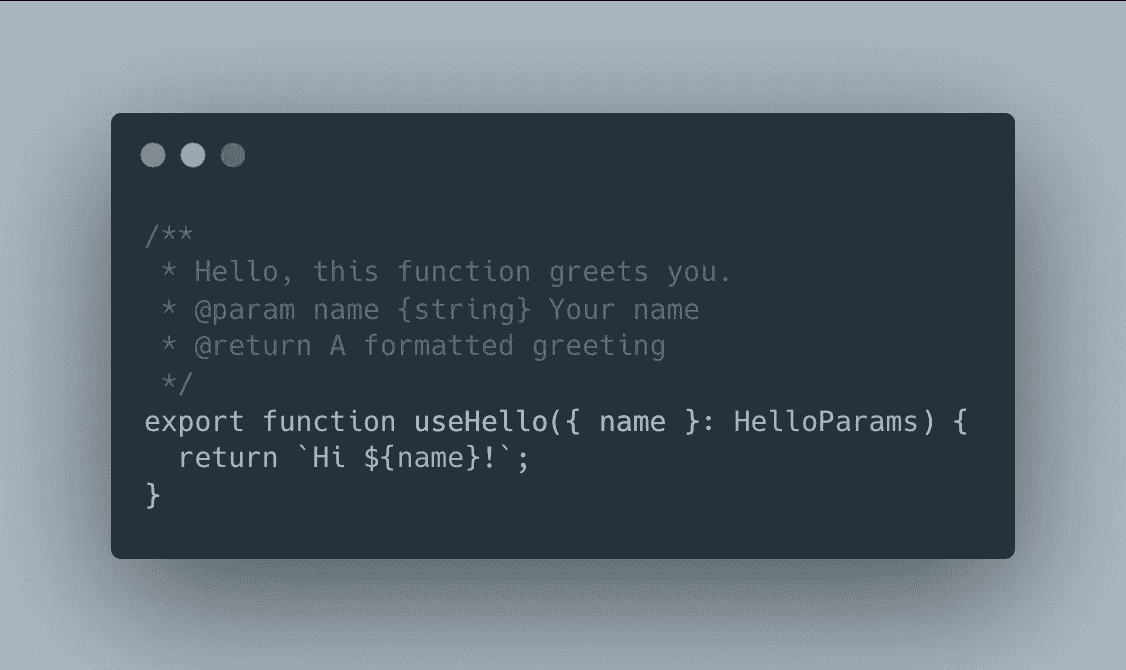 /**
 * Hello, this function greets you.
 * @param name {string} Your name
 * @return A formatted greeting
 */
export function useHello({ name }: HelloParams) {
  return `Hi ${name}!`;
}